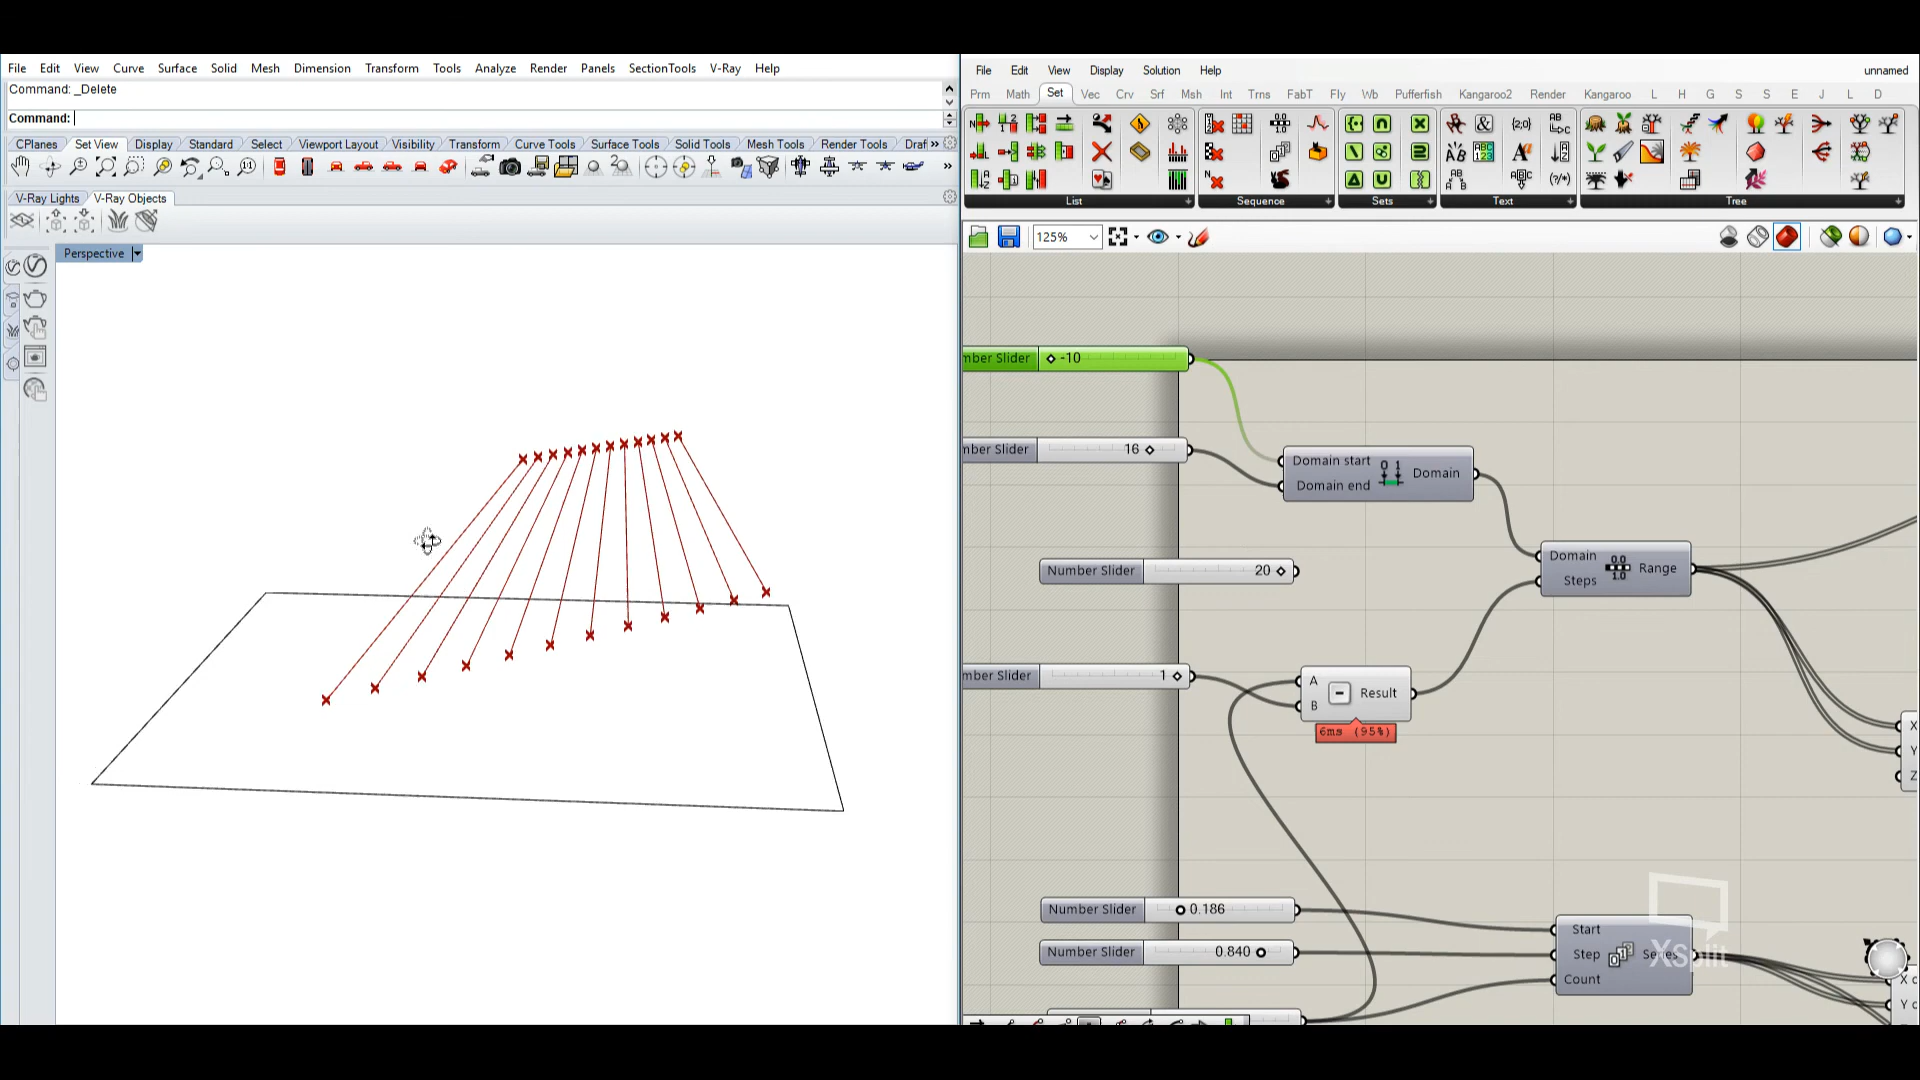 File Edit View Curve Surface Solid Mesh Dimension Transform Tools Analyze Render Panels SectionTools V-Ray Help
Command: _Delete
Command:
CPlanes Set View Display Standard Select Viewport Layout Visibility Transform Curve Tools Surface Tools Solid Tools Mesh Tools Render Tools Draf
V-Ray Lights V-Ray Objects
Perspective
File Edit View Display Solution Help unnamed
Prm Math Set Vec Crv Srf Msh Int Trns FabT Fly Wb Pufferfish Kangaroo2 Render Kangaroo L H G S S E J L D
List Sequence Sets Text Tree
125%
mber Slider -10
mber Slider 16
Domain start
Domain end
Domain
Number Slider 20
Domain
Steps
Range
mber Slider 1
A
B
Result
6ms (95%)
X
Y
Z
Number Slider 0.186
Number Slider 0.840
Start
Step
Count
Series
XSplit
X c
Y c